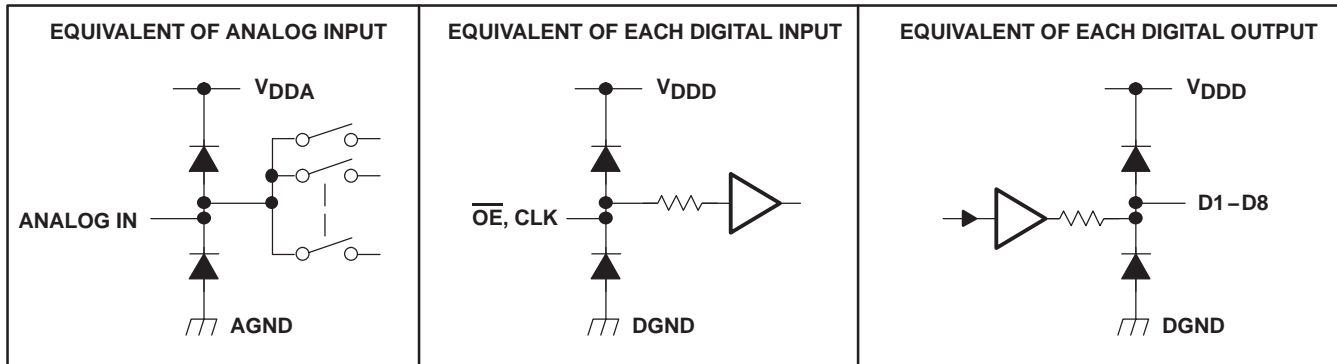 EQUIVALENT OF ANALOG INPUT
VDDA
ANALOG IN
AGND
EQUIVALENT OF EACH DIGITAL INPUT
VDDD
OE, CLK
DGND
EQUIVALENT OF EACH DIGITAL OUTPUT
VDDD
D1–D8
DGND